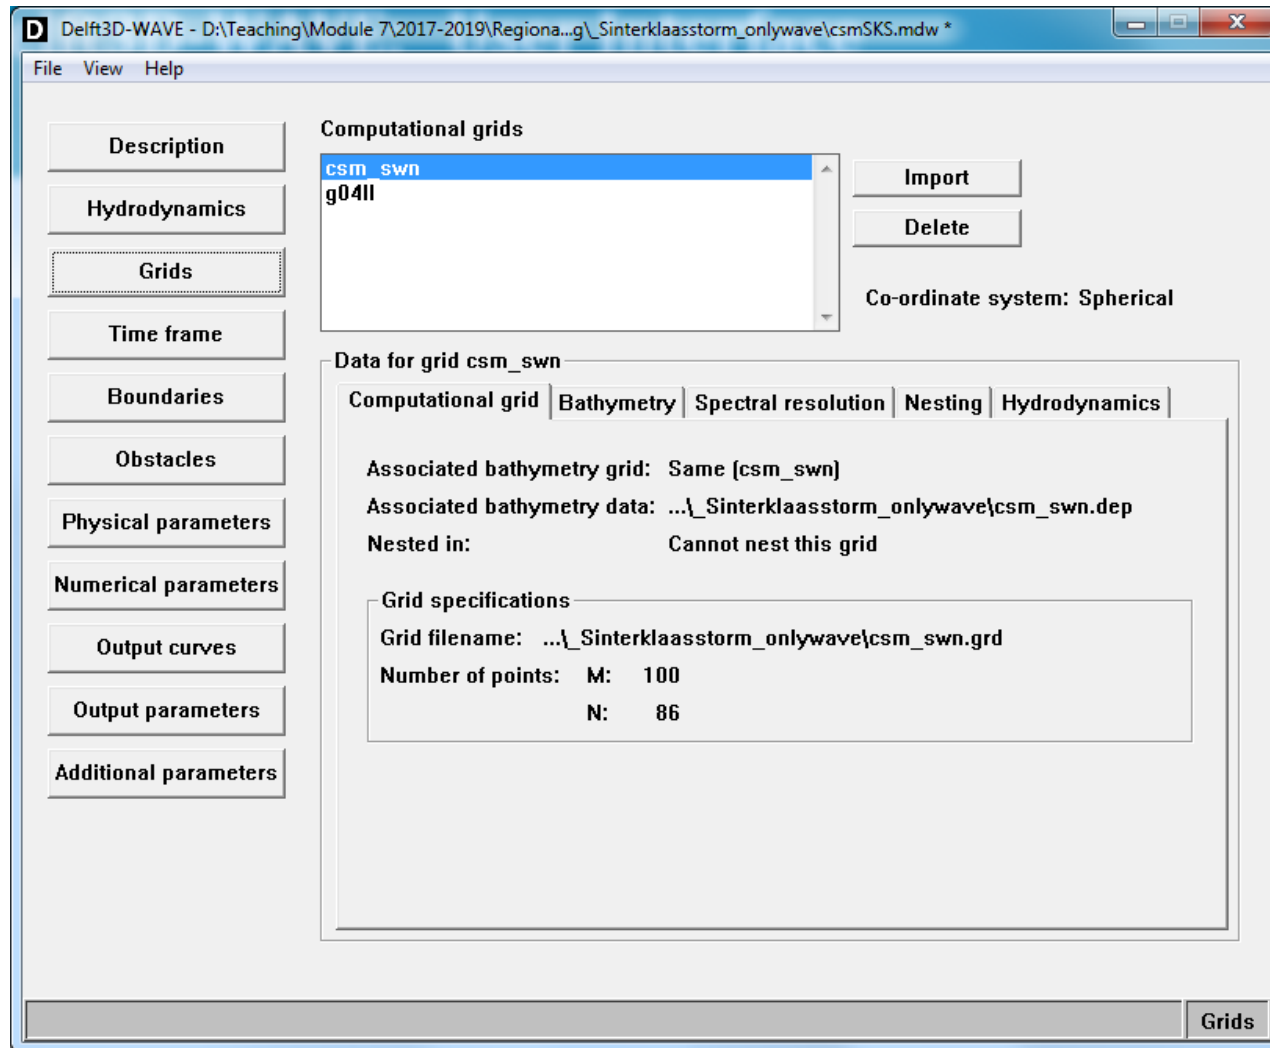 D Delft3D-WAVE - D:\Teaching\Module 7\2017-2019\Regiona...g\_Sinterklaasstorm_onlywave\csmSKS.mdw *
File View Help
Description
Hydrodynamics
Grids
Time frame
Boundaries
Obstacles
Physical parameters
Numerical parameters
Output curves
Output parameters
Additional parameters
Computational grids
csm_swn
g04ll
Import
Delete
Co-ordinate system: Spherical
Data for grid csm_swn
Computational grid Bathymetry Spectral resolution Nesting Hydrodynamics
Associated bathymetry grid: Same (csm_swn)
Associated bathymetry data: ...\_Sinterklaasstorm_onlywave\csm_swn.dep
Nested in: Cannot nest this grid
Grid specifications
Grid filename: ...\_Sinterklaasstorm_onlywave\csm_swn.grd
Number of points: M: 100
N: 86
Grids